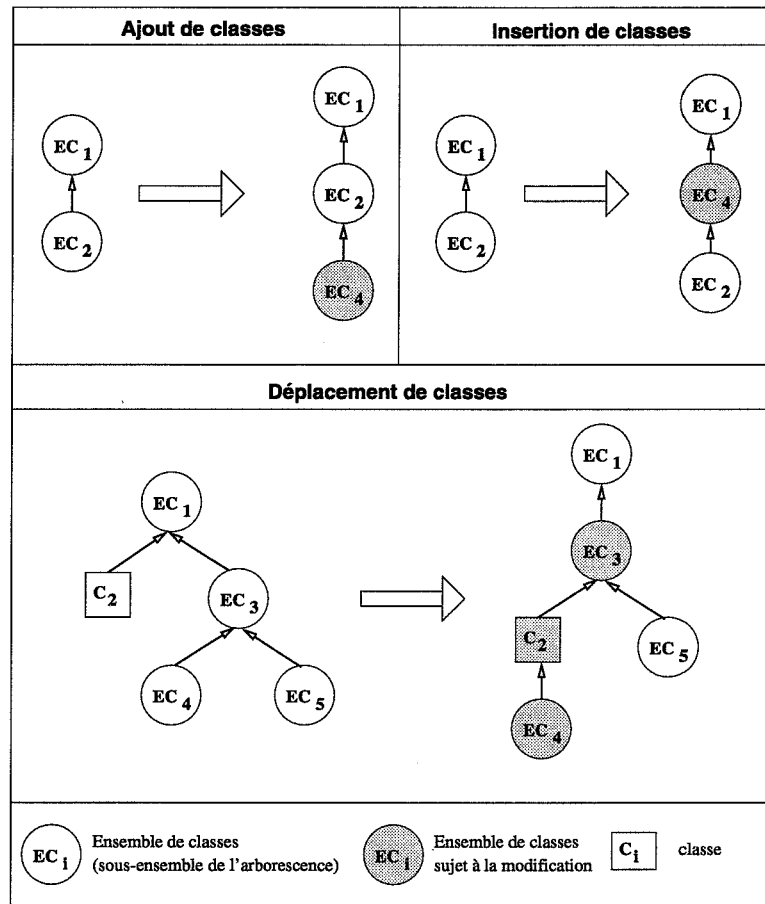 Ajout de classes
Insertion de classes
EC 1
EC 2
EC 1
EC 2
EC 4
EC 1
EC 2
EC 1
EC 4
EC 2
Déplacement de classes
EC 1
C 2
EC 3
EC 4
EC 5
EC 1
EC 3
C 2
EC 5
EC 4
EC i
Ensemble de classes
(sous-ensemble de l'arborescence)
EC i
Ensemble de classes
sujet à la modification
C i
classe